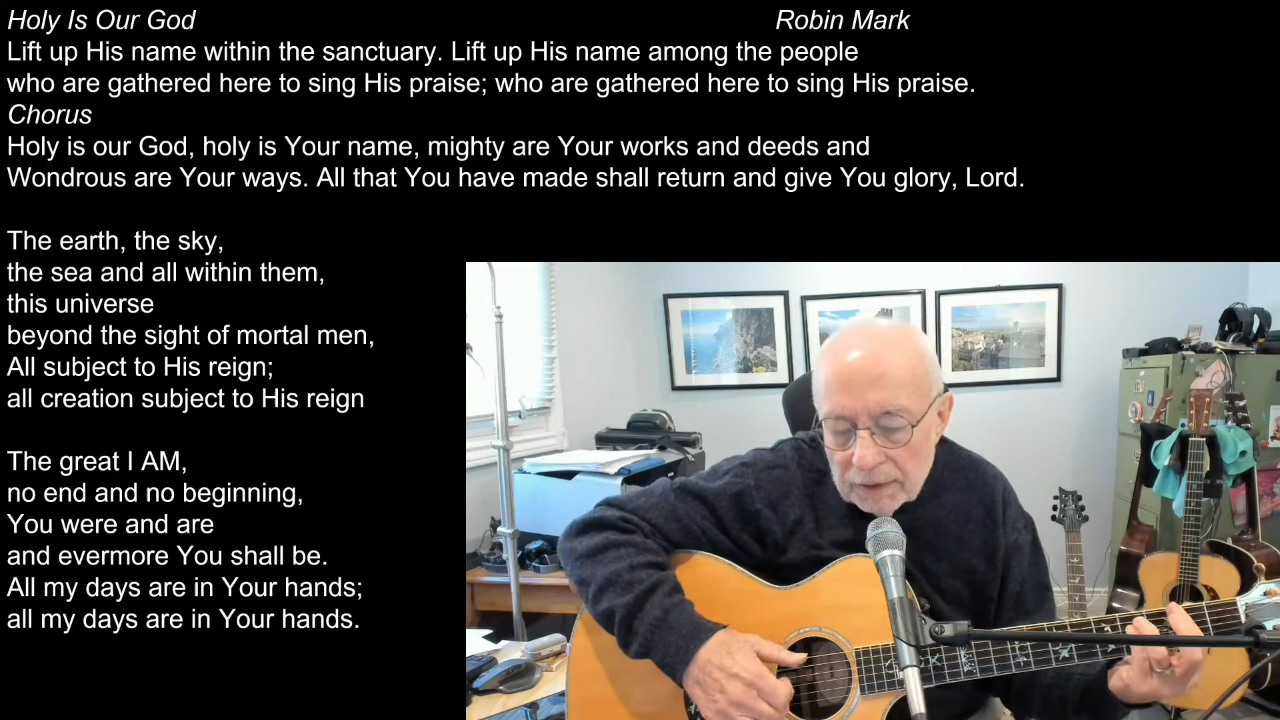 Holy Is Our God Robin Mark
Lift up His name within the sanctuary. Lift up His name among the people
who are gathered here to sing His praise; who are gathered here to sing His praise.
Chorus
Holy is our God, holy is Your name, mighty are Your works and deeds and
Wondrous are Your ways. All that You have made shall return and give You glory, Lord.
The earth, the sky,
the sea and all within them,
this universe
beyond the sight of mortal men,
All subject to His reign;
all creation subject to His reign
The great I AM,
no end and no beginning,
You were and are
and evermore You shall be.
All my days are in Your hands;
all my days are in Your hands.